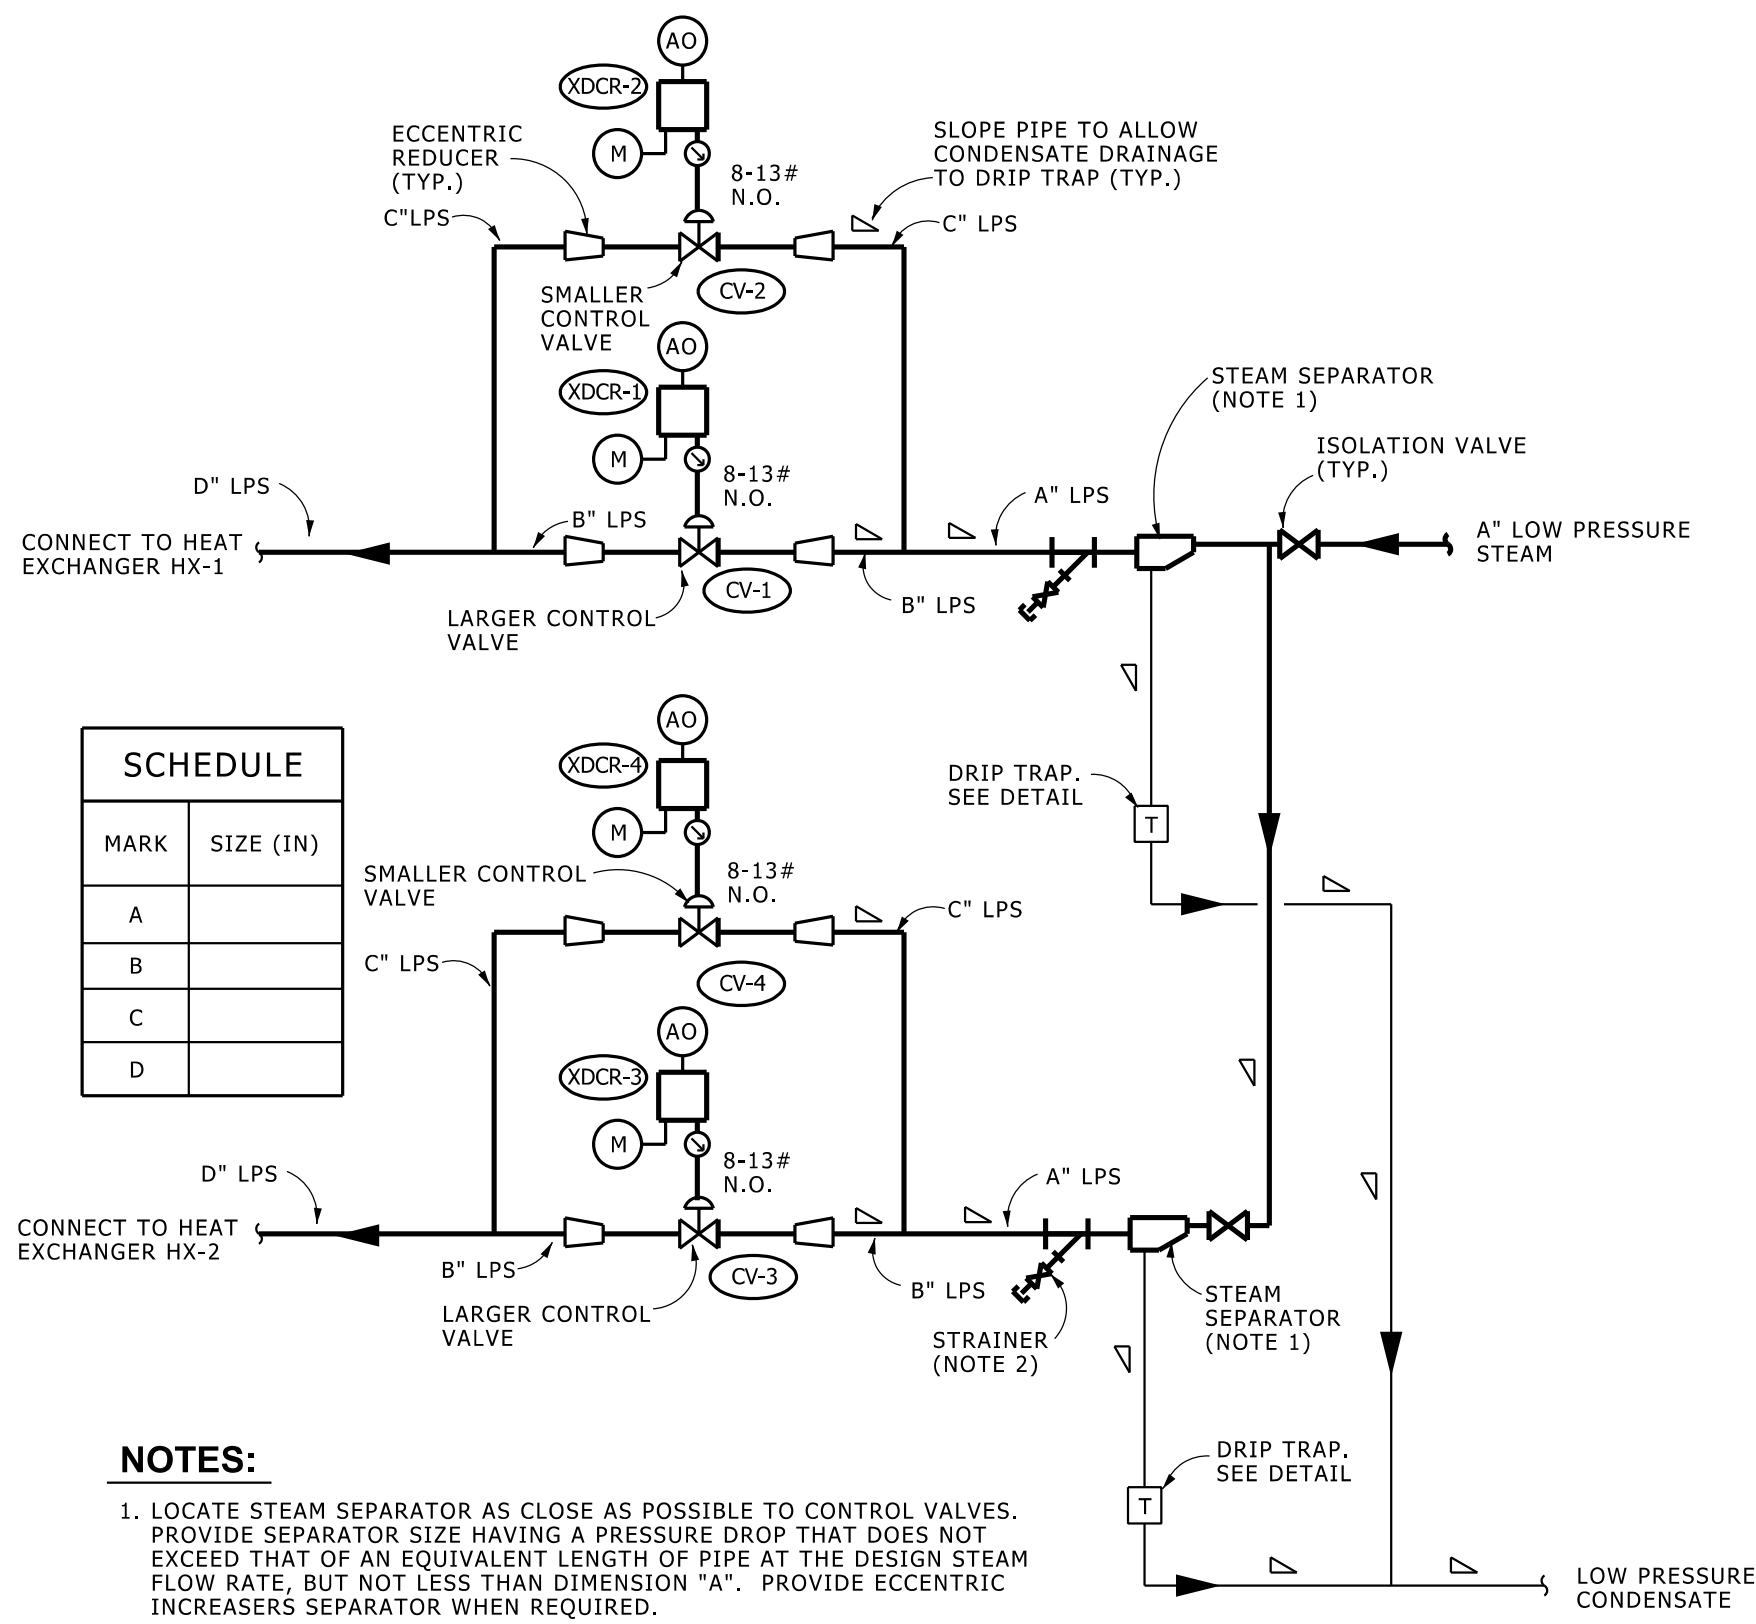 AO
XDCR-2
M
ECCENTRIC
REDUCER
(TYP.)
8-13#
N.O.
SLOPE PIPE TO ALLOW
CONDENSATE DRAINAGE
TO DRIP TRAP (TYP.)
C"LPS
C" LPS
SMALLER
CONTROL
VALVE
CV-2
AO
XDCR-1
M
8-13#
N.O.
STEAM SEPARATOR
(NOTE 1)
ISOLATION VALVE
(TYP.)
D" LPS
B" LPS
A" LPS
CONNECT TO HEAT
EXCHANGER HX-1
A" LOW PRESSURE
STEAM
CV-1
B" LPS
LARGER CONTROL
VALVE
SCHEDULE
MARK SIZE (IN)
A
B
C
D
AO
XDCR-4
M
SMALLER CONTROL
VALVE
8-13#
N.O.
DRIP TRAP.
SEE DETAIL
T
C" LPS
C" LPS
CV-4
AO
XDCR-3
M
8-13#
N.O.
D" LPS
A" LPS
CONNECT TO HEAT
EXCHANGER HX-2
B" LPS
CV-3
B" LPS
LARGER CONTROL
VALVE
STRAINER
(NOTE 2)
STEAM
SEPARATOR
(NOTE 1)
DRIP TRAP.
SEE DETAIL
T
LOW PRESSURE
CONDENSATE
NOTES:
1. LOCATE STEAM SEPARATOR AS CLOSE AS POSSIBLE TO CONTROL VALVES.
PROVIDE SEPARATOR SIZE HAVING A PRESSURE DROP THAT DOES NOT
EXCEED THAT OF AN EQUIVALENT LENGTH OF PIPE AT THE DESIGN STEAM
FLOW RATE, BUT NOT LESS THAN DIMENSION "A". PROVIDE ECCENTRIC
INCREASERS SEPARATOR WHEN REQUIRED.